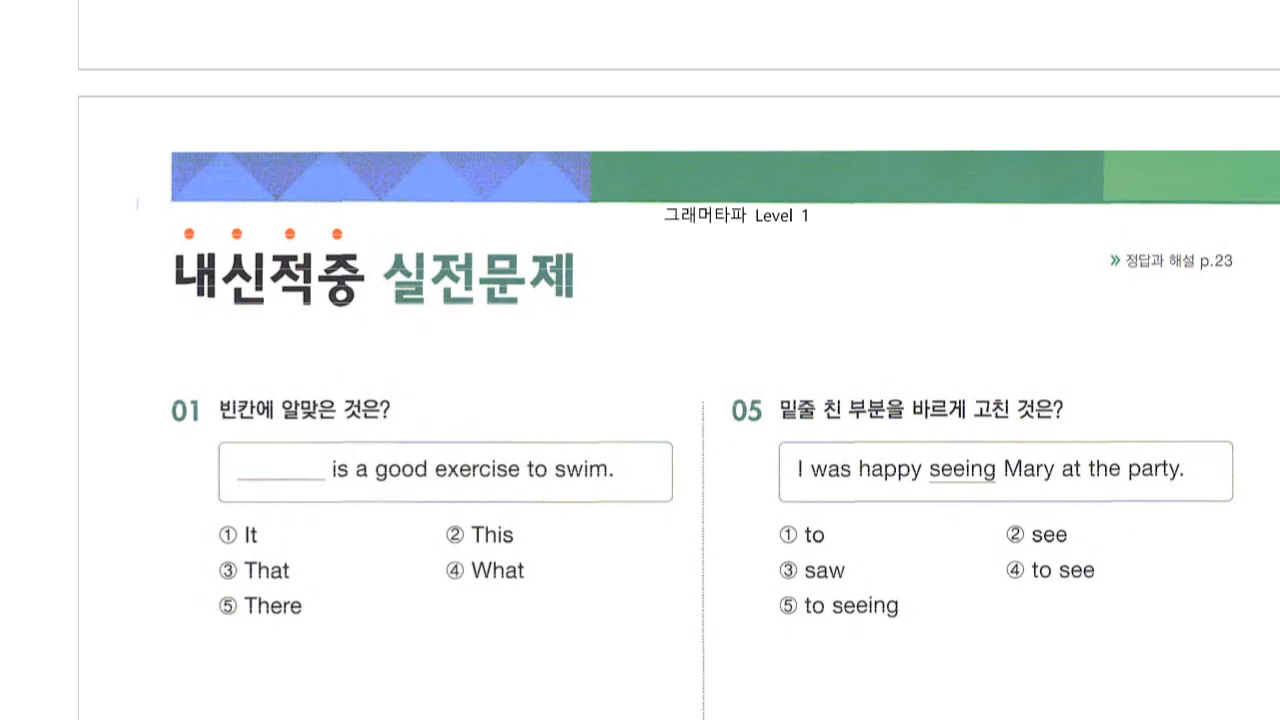 그래머타파 Level 1
내신적중 실전문제
» 정답과 해설 p.23
01 빈칸에 알맞은 것은?
_______ is a good exercise to swim.
① It ② This
③ That ④ What
⑤ There
05 밑줄 친 부분을 바르게 고친 것은?
I was happy seeing Mary at the party.
① to ② see
③ saw ④ to see
⑤ to seeing